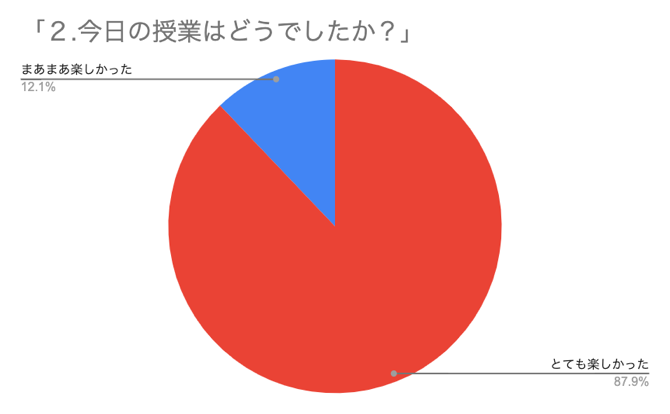 「２.今日の授業はどうでしたか？」
まあまあ楽しかった
12.1%
とても楽しかった
87.9%